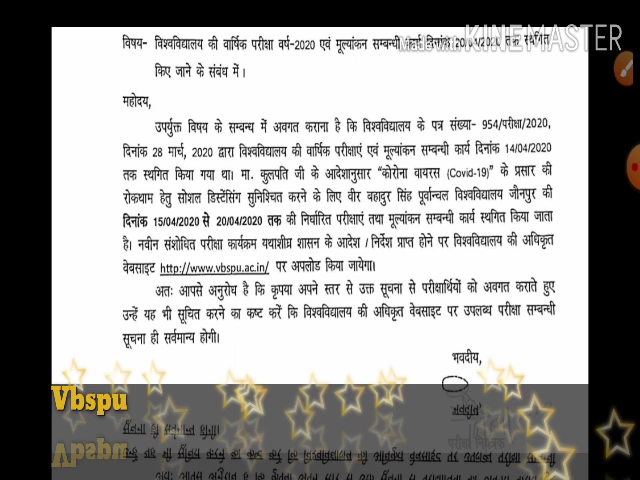 KINEMASTER
विषय- विश्वविद्यालय की वार्षिक परीक्षा वर्ष-2020 एवं मूल्यांकन सम्बन्धी कार्य दिनांक 20/04/2020 तक स्थगित
किए जाने के संबंध में।
महोदय,
उपर्युक्त विषय के सम्बन्ध में अवगत कराना है कि विश्वविद्यालय के पत्र संख्या- 954/परीक्षा/2020,
दिनांक 28 मार्च, 2020 द्वारा विश्वविद्यालय की वार्षिक परीक्षाएं एवं मूल्यांकन सम्बन्धी कार्य दिनांक 14/04/2020
तक स्थगित किया गया था। मा. कुलपति जी के आदेशानुसार “कोरोना वायरस (Covid-19)” के प्रसार की
रोकथाम हेतु सोशल डिस्टेंसिंग सुनिश्चित करने के लिए वीर बहादुर सिंह पूर्वान्चल विश्वविद्यालय जौनपुर की
दिनांक 15/04/2020 से 20/04/2020 तक की निर्धारित परीक्षाएं तथा मूल्यांकन सम्बन्धी कार्य स्थगित किया जाता
है। नवीन संशोधित परीक्षा कार्यक्रम यथाशीघ्र शासन के आदेश / निर्देश प्राप्त होने पर विश्वविद्यालय की अधिकृत
वेबसाइट http://www.vbspu.ac.in/ पर अपलोड किया जायेगा।
अतः आपसे अनुरोध है कि कृपया अपने स्तर से उक्त सूचना से परीक्षार्थियों को अवगत कराते हुए
उन्हें यह भी सूचित करने का कष्ट करें कि विश्वविद्यालय की अधिकृत वेबसाइट पर उपलब्ध परीक्षा सम्बन्धी
सूचना ही सर्वमान्य होगी।
भवदीय,
Vbspu